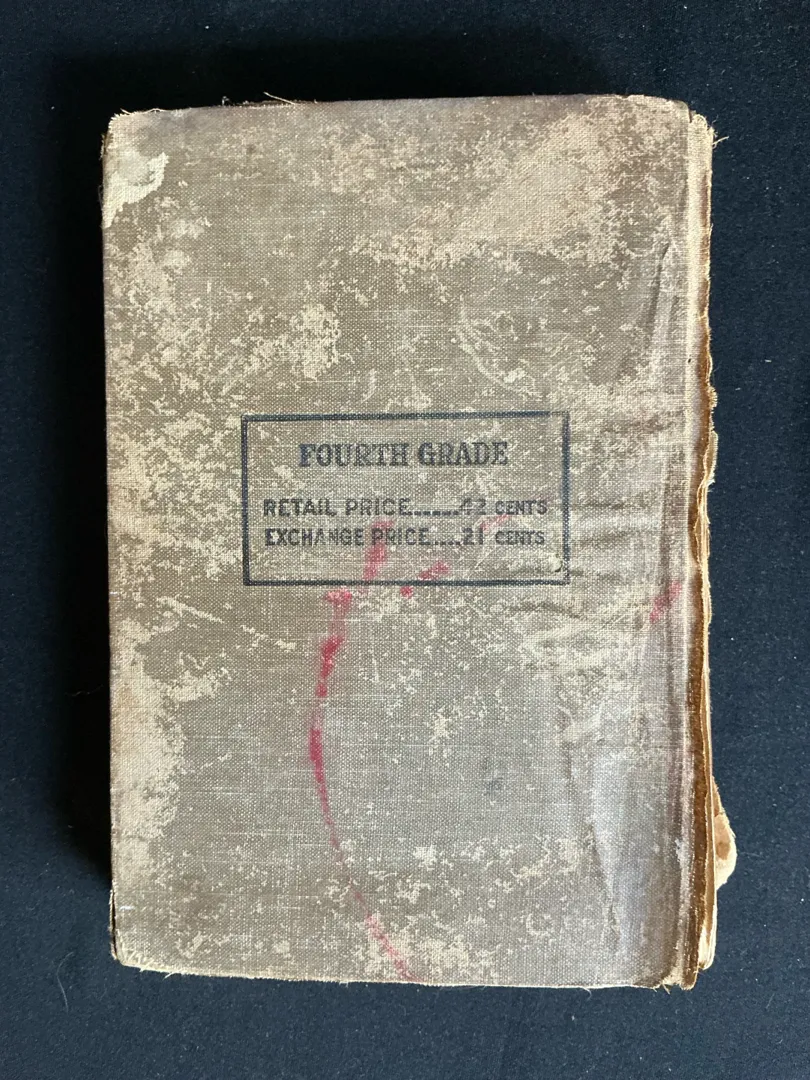 FOURTH GRADE
RETAIL PRICE......42 CENTS
EXCHANGE PRICE....21 CENTS